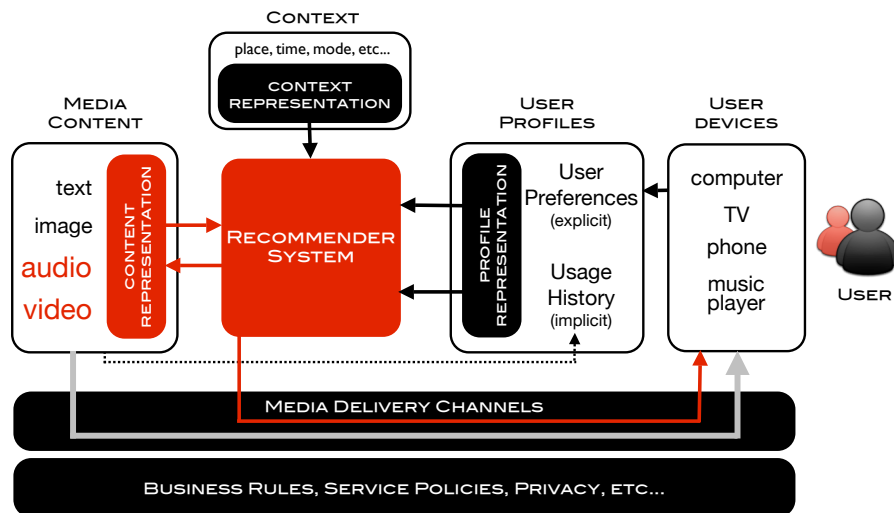 CONTEXT
place, time, mode, etc...
CONTEXT
REPRESENTATION
MEDIA
CONTENT
text
image
audio
video
CONTENT
REPRESENTATION
RECOMMENDER
SYSTEM
USER
PROFILES
PROFILE
REPRESENTATION
User
Preferences
(explicit)
Usage
History
(implicit)
USER
DEVICES
computer
TV
phone
music
player
USER
MEDIA DELIVERY CHANNELS
BUSINESS RULES, SERVICE POLICIES, PRIVACY, ETC...